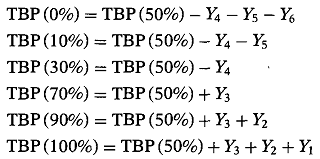 TBP(0%) = TBP(50%) − Y₄ − Y₅ − Y₆
TBP(10%) = TBP(50%) − Y₄ − Y₅
TBP(30%) = TBP(50%) − Y₄
TBP(70%) = TBP(50%) + Y₃
TBP(90%) = TBP(50%) + Y₃ + Y₂
TBP(100%) = TBP(50%) + Y₃ + Y₂ + Y₁